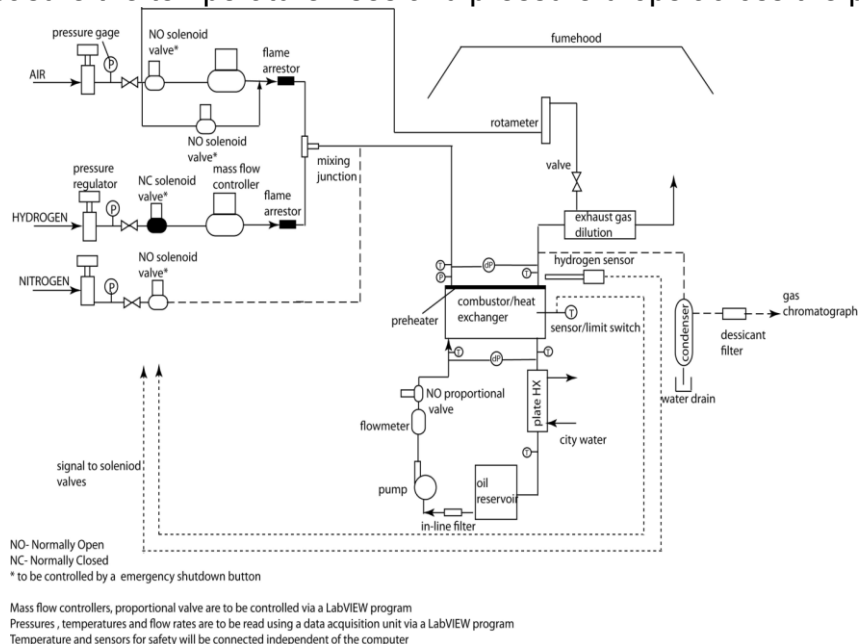 pressure gage
NO solenoid
valve*
flame
arrestor
fumehood
AIR
rotameter
NO solenoid
valve*
mixing
junction
pressure
regulator
NC solenoid
valve*
mass flow
controller
flame
arrestor
valve
exhaust gas
dilution
HYDROGEN
NO solenoid
valve*
hydrogen sensor
NITROGEN
gas
chromatograph
preheater
combustor/heat
exchanger
sensor/limit switch
condenser
dessicant
filter
water drain
NO proportional
valve
plate HX
flowmeter
city water
signal to soleniod
valves
pump
oil
reservoir
in-line filter
P
P
P
T
P
dP
T
T
T
dP
T
T
NO- Normally Open
NC- Normally Closed
* to be controlled by a emergency shutdown button
Mass flow controllers, proportional valve are to be controlled via a LabVIEW program
Pressures , temperatures and flow rates are to be read using a data acquisition unit via a LabVIEW program
Temperature and sensors for safety will be connected independent of the computer